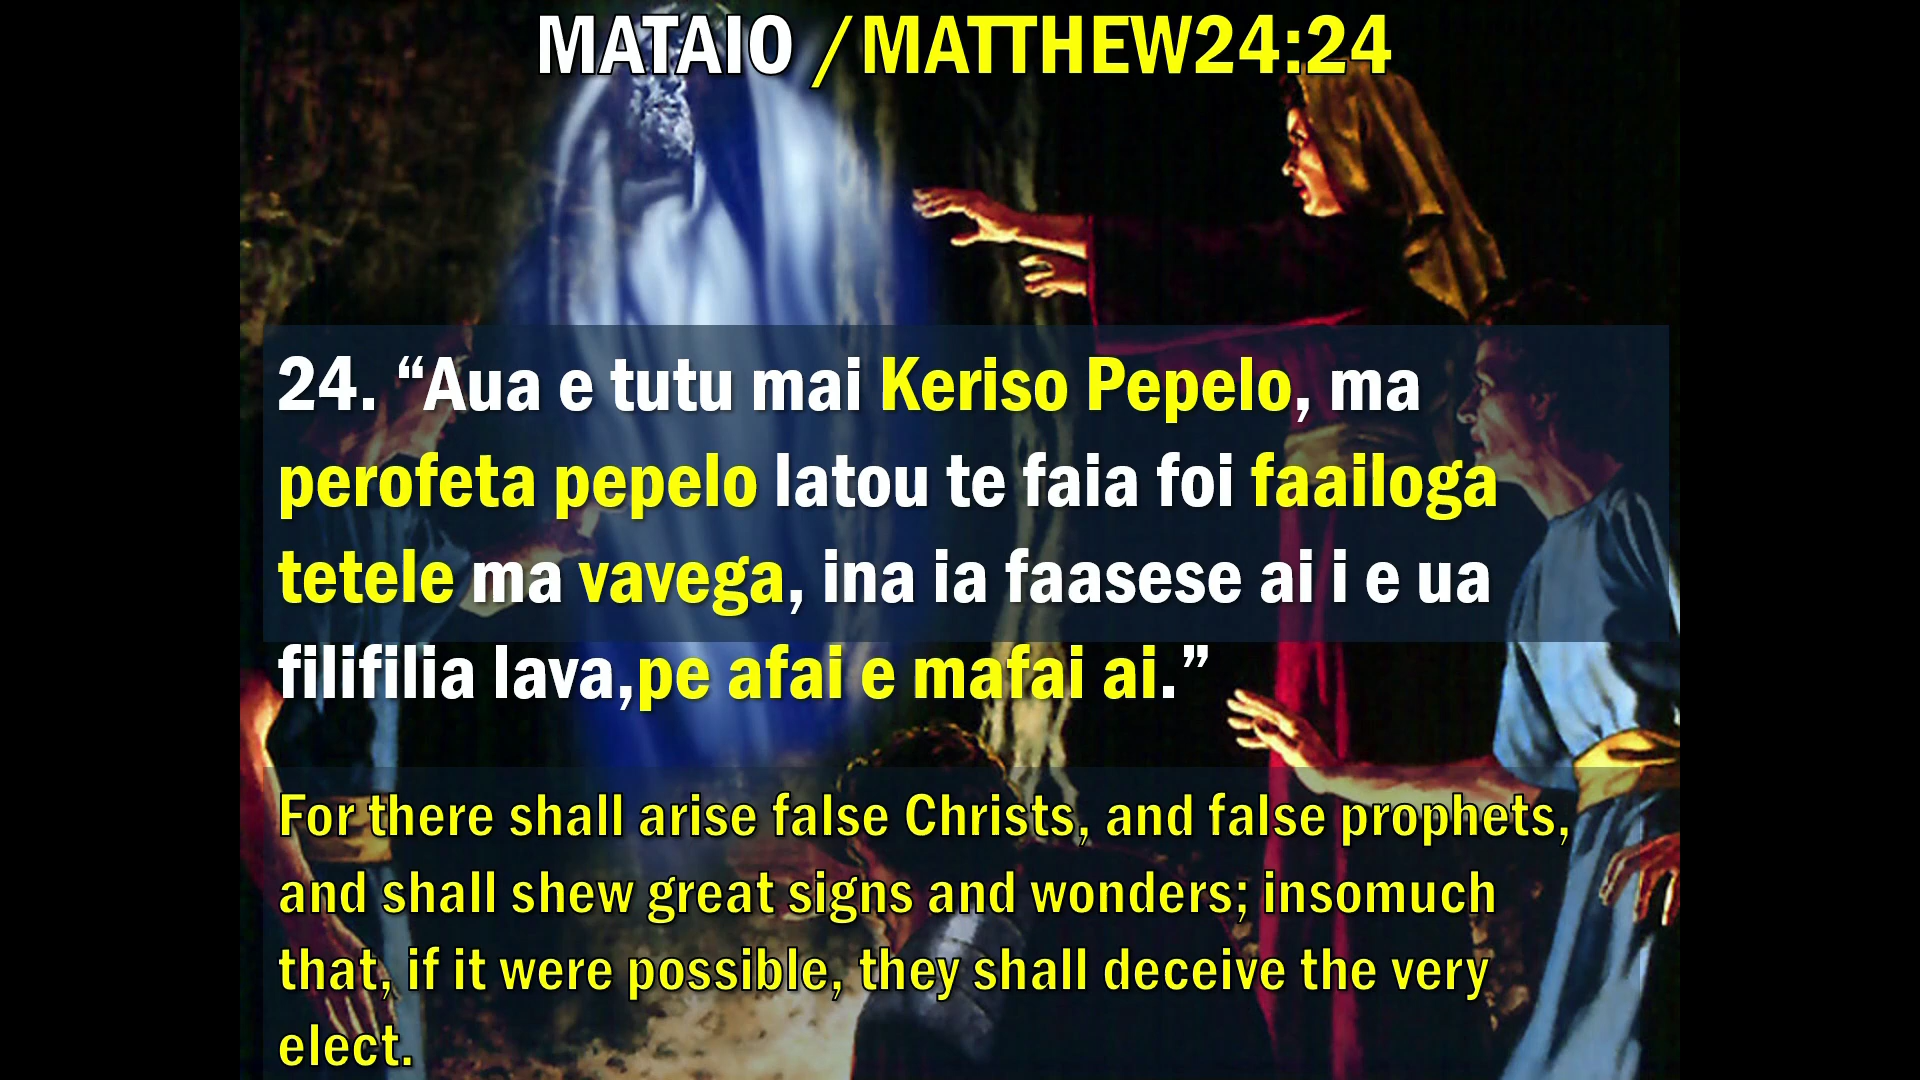 MATAIO /MATTHEW24:24
24. “Aua e tutu mai Keriso Pepelo, ma
perofeta pepelo latou te faia foi faailoga
tetele ma vavega, ina ia faasese ai i e ua
filifilia lava,pe afai e mafai ai.”
For there shall arise false Christs, and false prophets,
and shall shew great signs and wonders; insomuch
that, if it were possible, they shall deceive the very
elect.